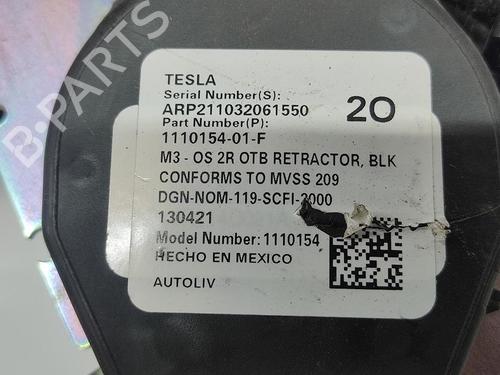 B-PARTS
TESLA
Serial Number(S):
ARP211032061550 20
Part Number(P):
1110154-01-F
M3 - OS 2R OTB RETRACTOR, BLK
CONFORMS TO MVSS 209
DGN-NOM-119-SCFI-2000
130421
Model Number: 1110154
HECHO EN MEXICO
AUTOLIV